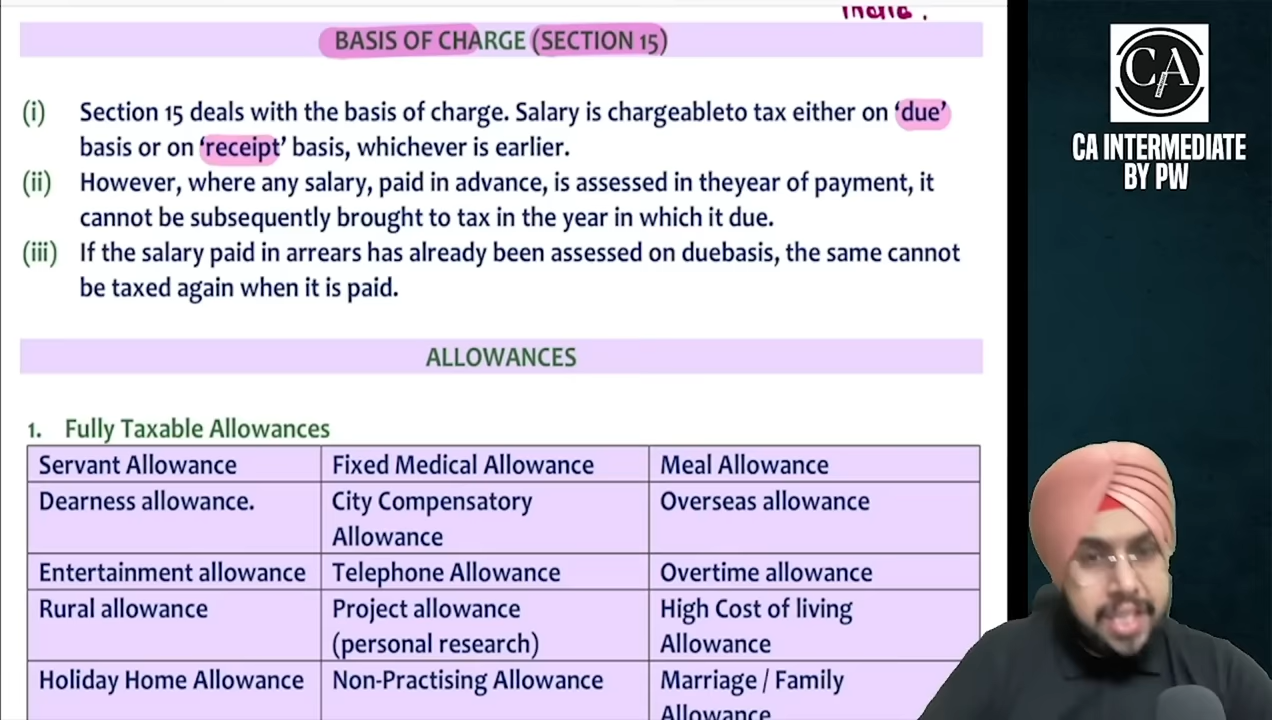 India.
BASIS OF CHARGE (SECTION 15)
(i) Section 15 deals with the basis of charge. Salary is chargeableto tax either on ‘due’
basis or on ‘receipt’ basis, whichever is earlier.
(ii) However, where any salary, paid in advance, is assessed in theyear of payment, it
cannot be subsequently brought to tax in the year in which it due.
(iii) If the salary paid in arrears has already been assessed on duebasis, the same cannot
be taxed again when it is paid.
ALLOWANCES
1. Fully Taxable Allowances
Servant Allowance Fixed Medical Allowance Meal Allowance
Dearness allowance. City Compensatory Overseas allowance
Allowance
Entertainment allowance Telephone Allowance Overtime allowance
Rural allowance Project allowance High Cost of living
(personal research) Allowance
Holiday Home Allowance Non-Practising Allowance Marriage / Family
Allowance
CA
CA INTERMEDIATE
BY PW